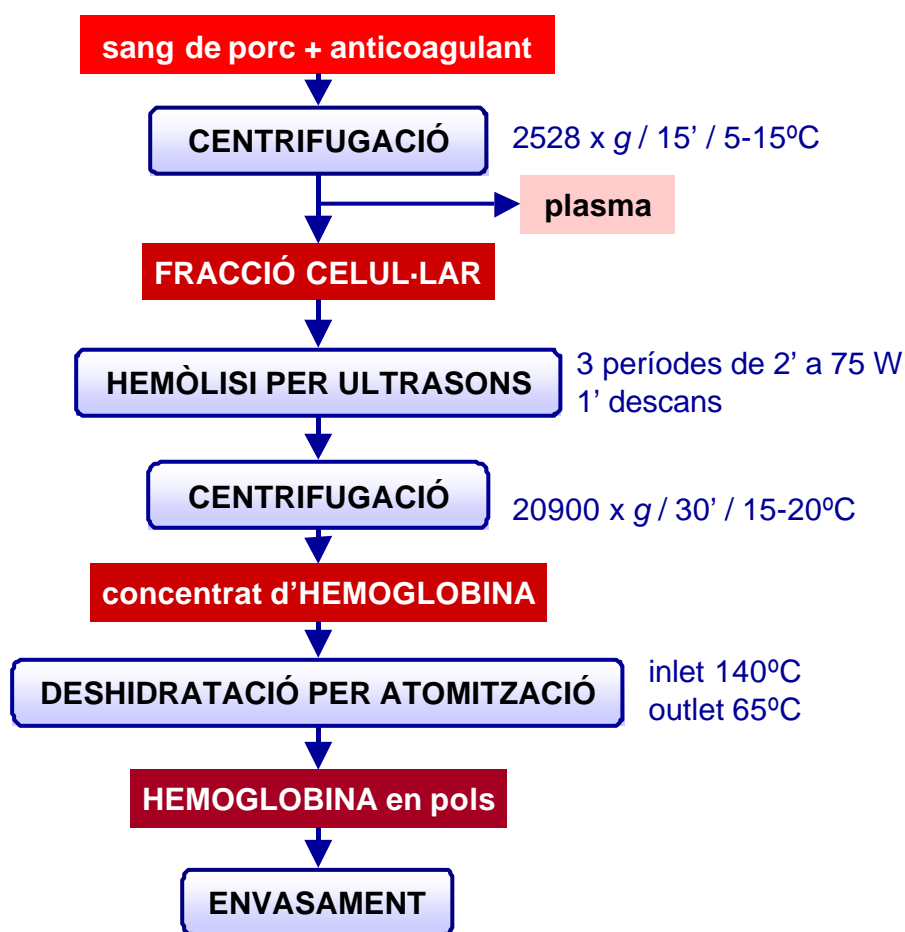 sang de porc + anticoagulant
CENTRIFUGACIÓ
2528 x g / 15’ / 5-15ºC
plasma
FRACCIÓ CELUL·LAR
HEMÒLISI PER ULTRASONS
3 períodes de 2’ a 75 W
1’ descans
CENTRIFUGACIÓ
20900 x g / 30’ / 15-20ºC
concentrat d’HEMOGLOBINA
DESHIDRATACIÓ PER ATOMITZACIÓ
inlet 140ºC
outlet 65ºC
HEMOGLOBINA en pols
ENVASAMENT